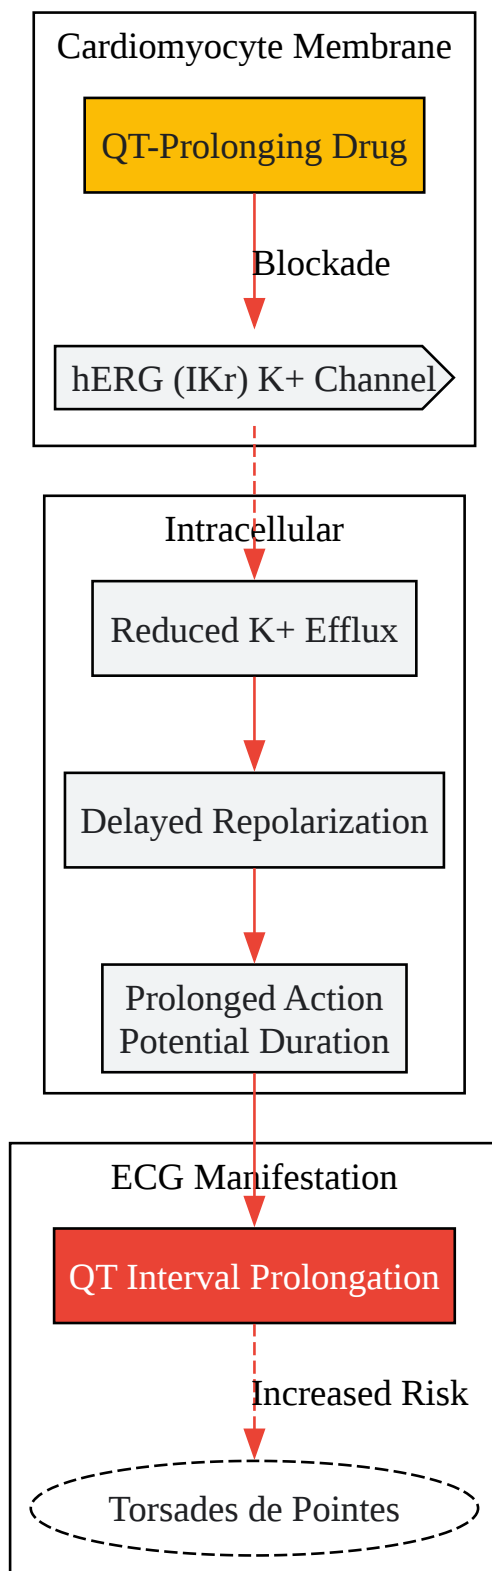 Cardiomyocyte Membrane
QT-Prolonging Drug
Blockade
hERG (IKr) K+ Channel
Intracellular
Reduced K+ Efflux
Delayed Repolarization
Prolonged Action
Potential Duration
ECG Manifestation
QT Interval Prolongation
Increased Risk
Torsades de Pointes